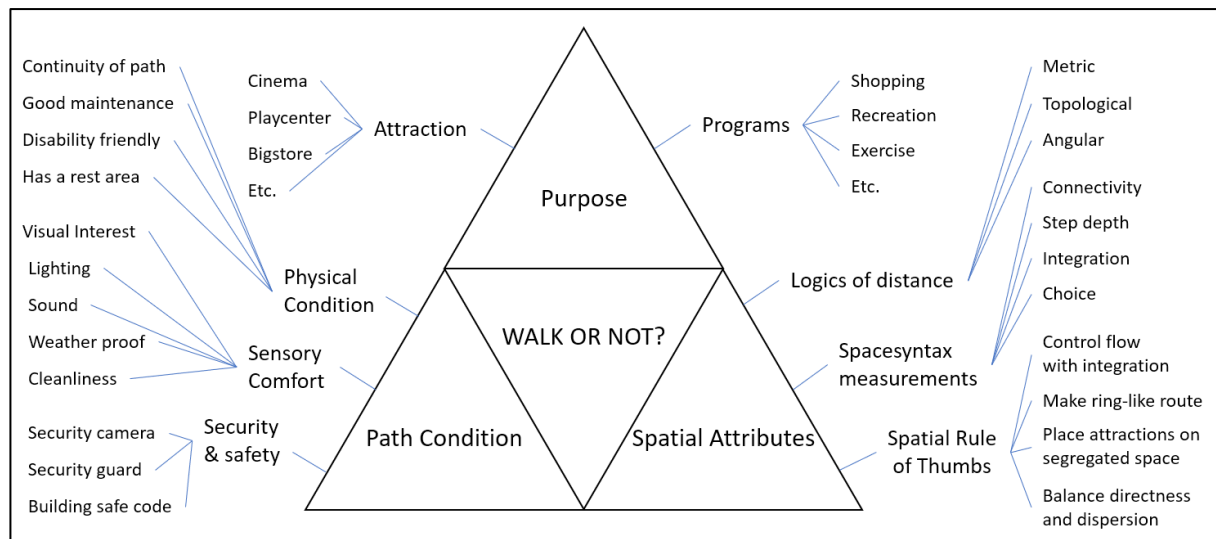 Continuity of path
Good maintenance
Disability friendly
Has a rest area
Visual Interest
Lighting
Sound
Weather proof
Cleanliness
Security camera
Security guard
Building safe code
Cinema
Playcenter
Bigstore
Etc.
Attraction
Physical
Condition
Sensory
Comfort
Security
& safety
Purpose
WALK OR NOT?
Path Condition
Spatial Attributes
Programs
Shopping
Recreation
Exercise
Etc.
Logics of distance
Spacesyntax
measurements
Spatial Rule
of Thumbs
Metric
Topological
Angular
Connectivity
Step depth
Integration
Choice
Control flow
with integration
Make ring-like route
Place attractions on
segregated space
Balance directness
and dispersion